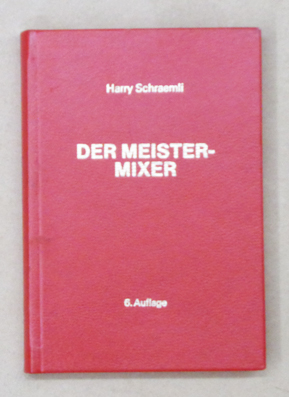 Harry Schraemli
DER MEISTER-
MIXER
6. Auflage